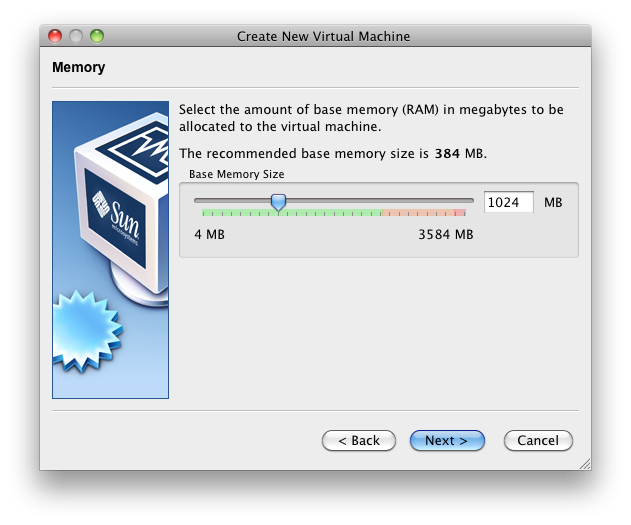 Create New Virtual Machine
Memory
Select the amount of base memory (RAM) in megabytes to be
allocated to the virtual machine.
The recommended base memory size is 384 MB.
Base Memory Size
1024 MB
4 MB 3584 MB
Sun
microsystems
< Back Next > Cancel